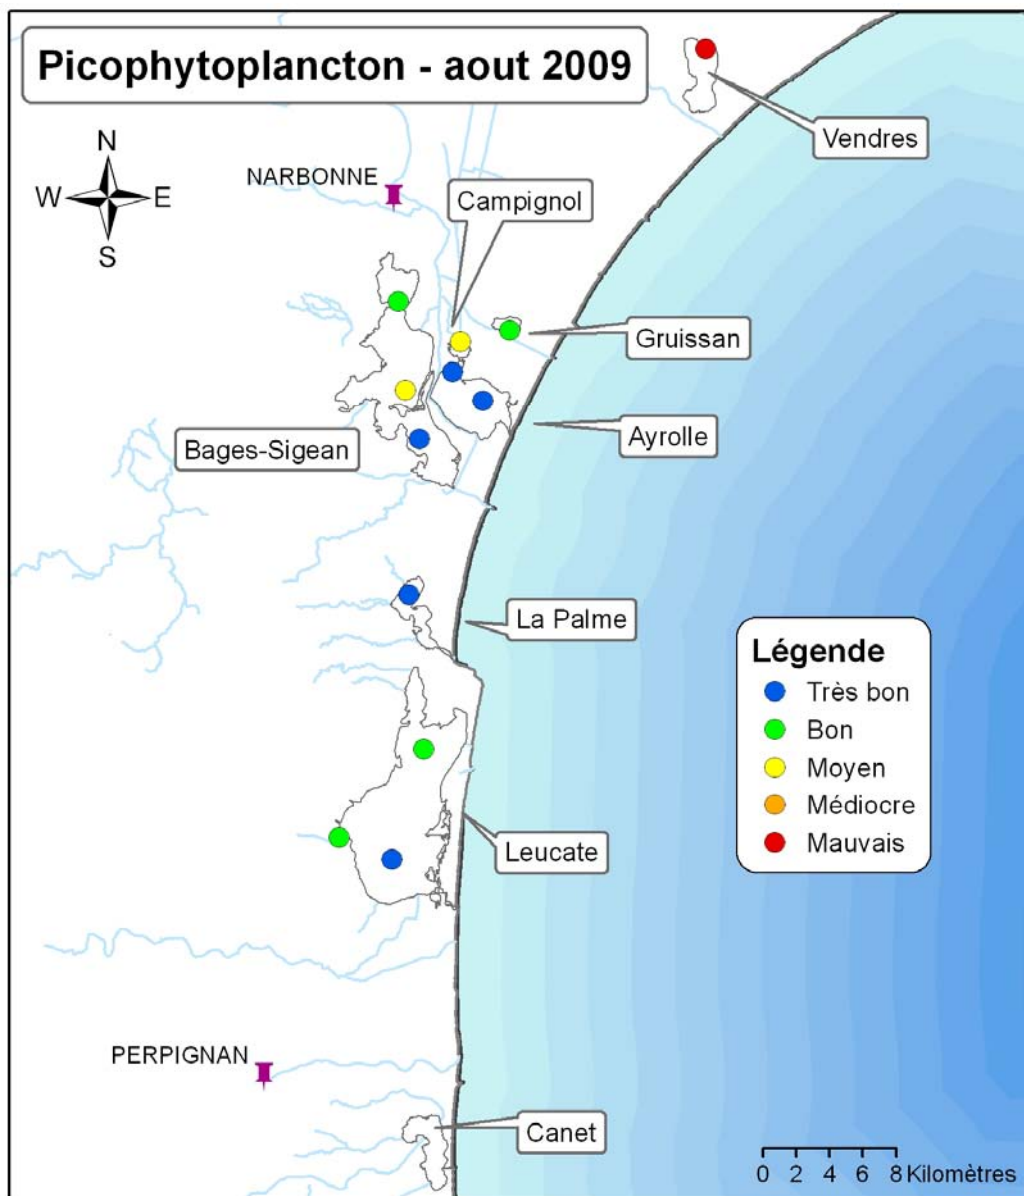 Picophytoplancton - aout 2009
Vendres
N
W E
S
NARBONNE
Campignol
Gruissan
Ayrolle
Bages-Sigean
La Palme
Légende
Très bon
Bon
Moyen
Médiocre
Mauvais
Leucate
PERPIGNAN
Canet
0 2 4 6 8 Kilomètres